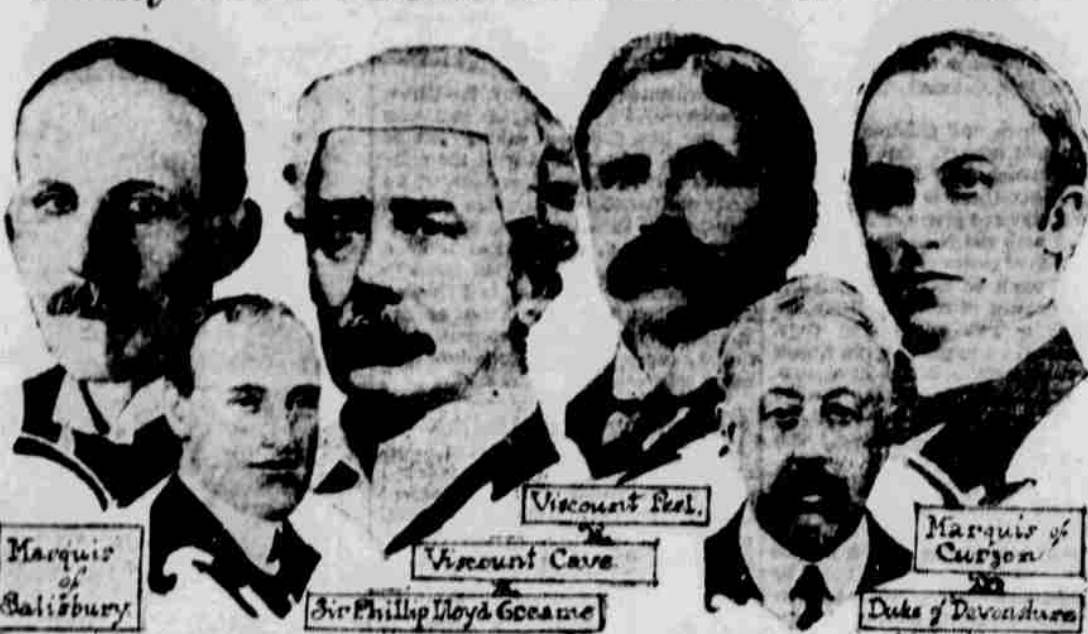 Marquis
of
Salisbury
Viscount Peel.
Viscount Cave
Sir Phillip Lloyd Greame
Marquis of
Curzon
Duke of Devonshire